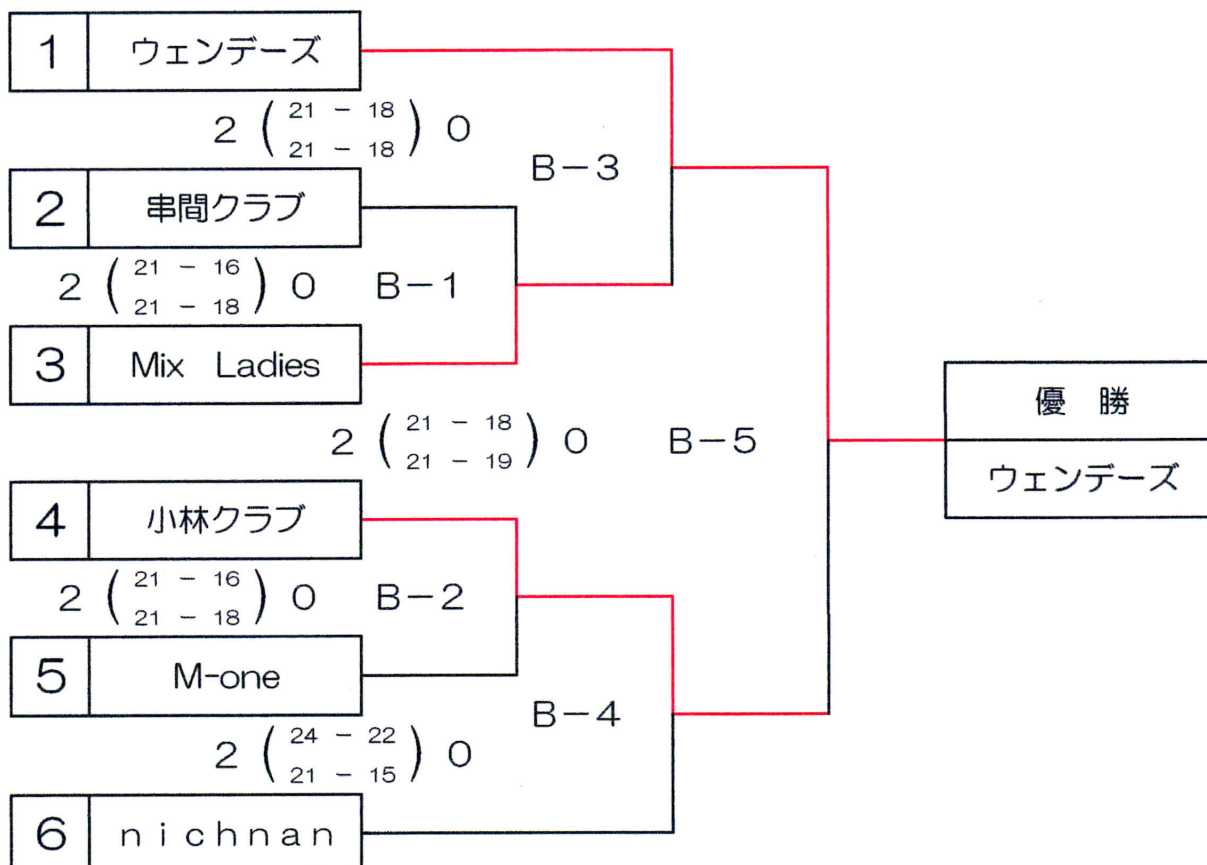 1 ウェンデーズ
2 ( 21 - 18 21 - 18 ) 0
B-3
2 串間クラブ
2 ( 21 - 16 21 - 18 ) 0 B-1
3 Mix Ladies
2 ( 21 - 18 21 - 19 ) 0 B-5
優 勝
ウェンデーズ
4 小林クラブ
2 ( 21 - 16 21 - 18 ) 0 B-2
5 M-one
B-4
2 ( 24 - 22 21 - 15 ) 0
6 nichnan